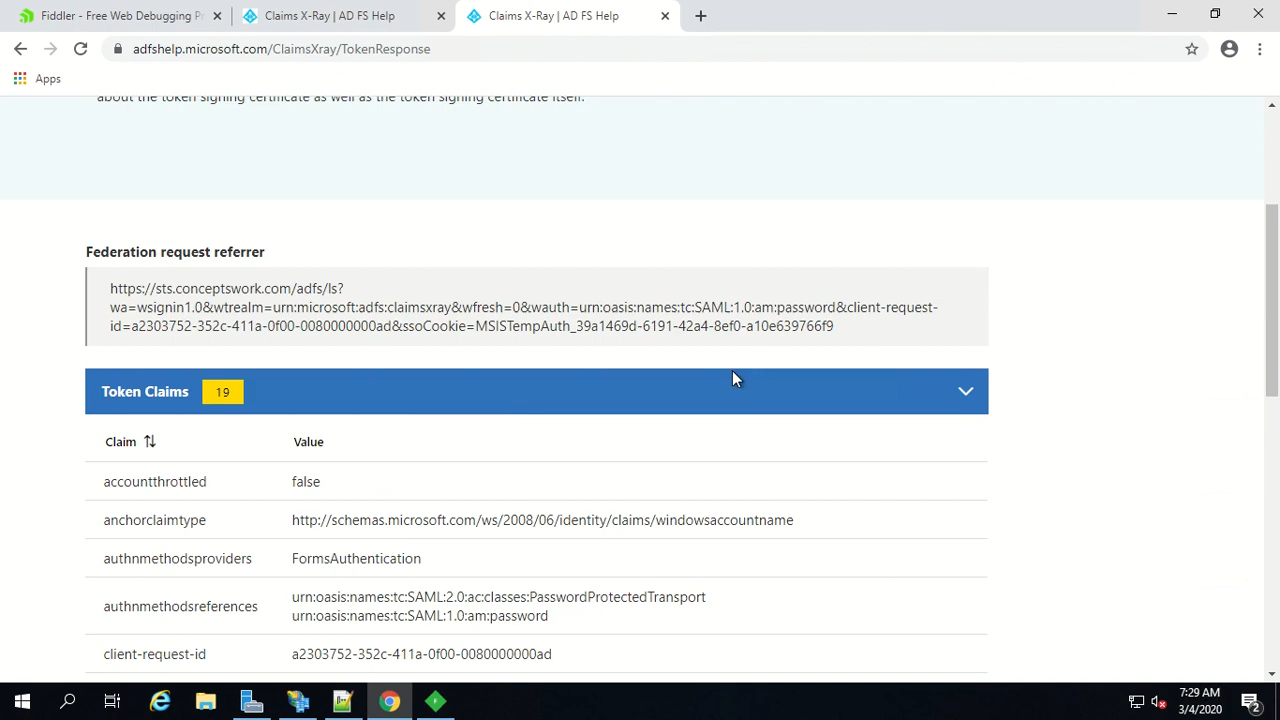 Fiddler - Free Web Debugging P
Claims X-Ray | AD FS Help
Claims X-Ray | AD FS Help
adfshelp.microsoft.com/ClaimsXray/TokenResponse
Apps
about the token signing certificate as well as the token signing certificate itself.
Federation request referrer
https://sts.conceptswork.com/adfs/ls?
wa=wsignin1.0&wtrealm=urn:microsoft:adfs:claimsxray&wfresh=0&wauth=urn:oasis:names:tc:SAML:1.0:am:password&client-request-
id=a2303752-352c-411a-0f00-0080000000ad&ssoCookie=MSISTempAuth_39a1469d-6191-42a4-8ef0-a10e639766f9
Token Claims 19
Claim Value
accountthrottled false
anchorclaimtype http://schemas.microsoft.com/ws/2008/06/identity/claims/windowsaccountname
authnmethodsproviders FormsAuthentication
authnmethodsreferences urn:oasis:names:tc:SAML:2.0:ac:classes:PasswordProtectedTransport
urn:oasis:names:tc:SAML:1.0:am:password
client-request-id a2303752-352c-411a-0f00-0080000000ad
7:29 AM
3/4/2020
2